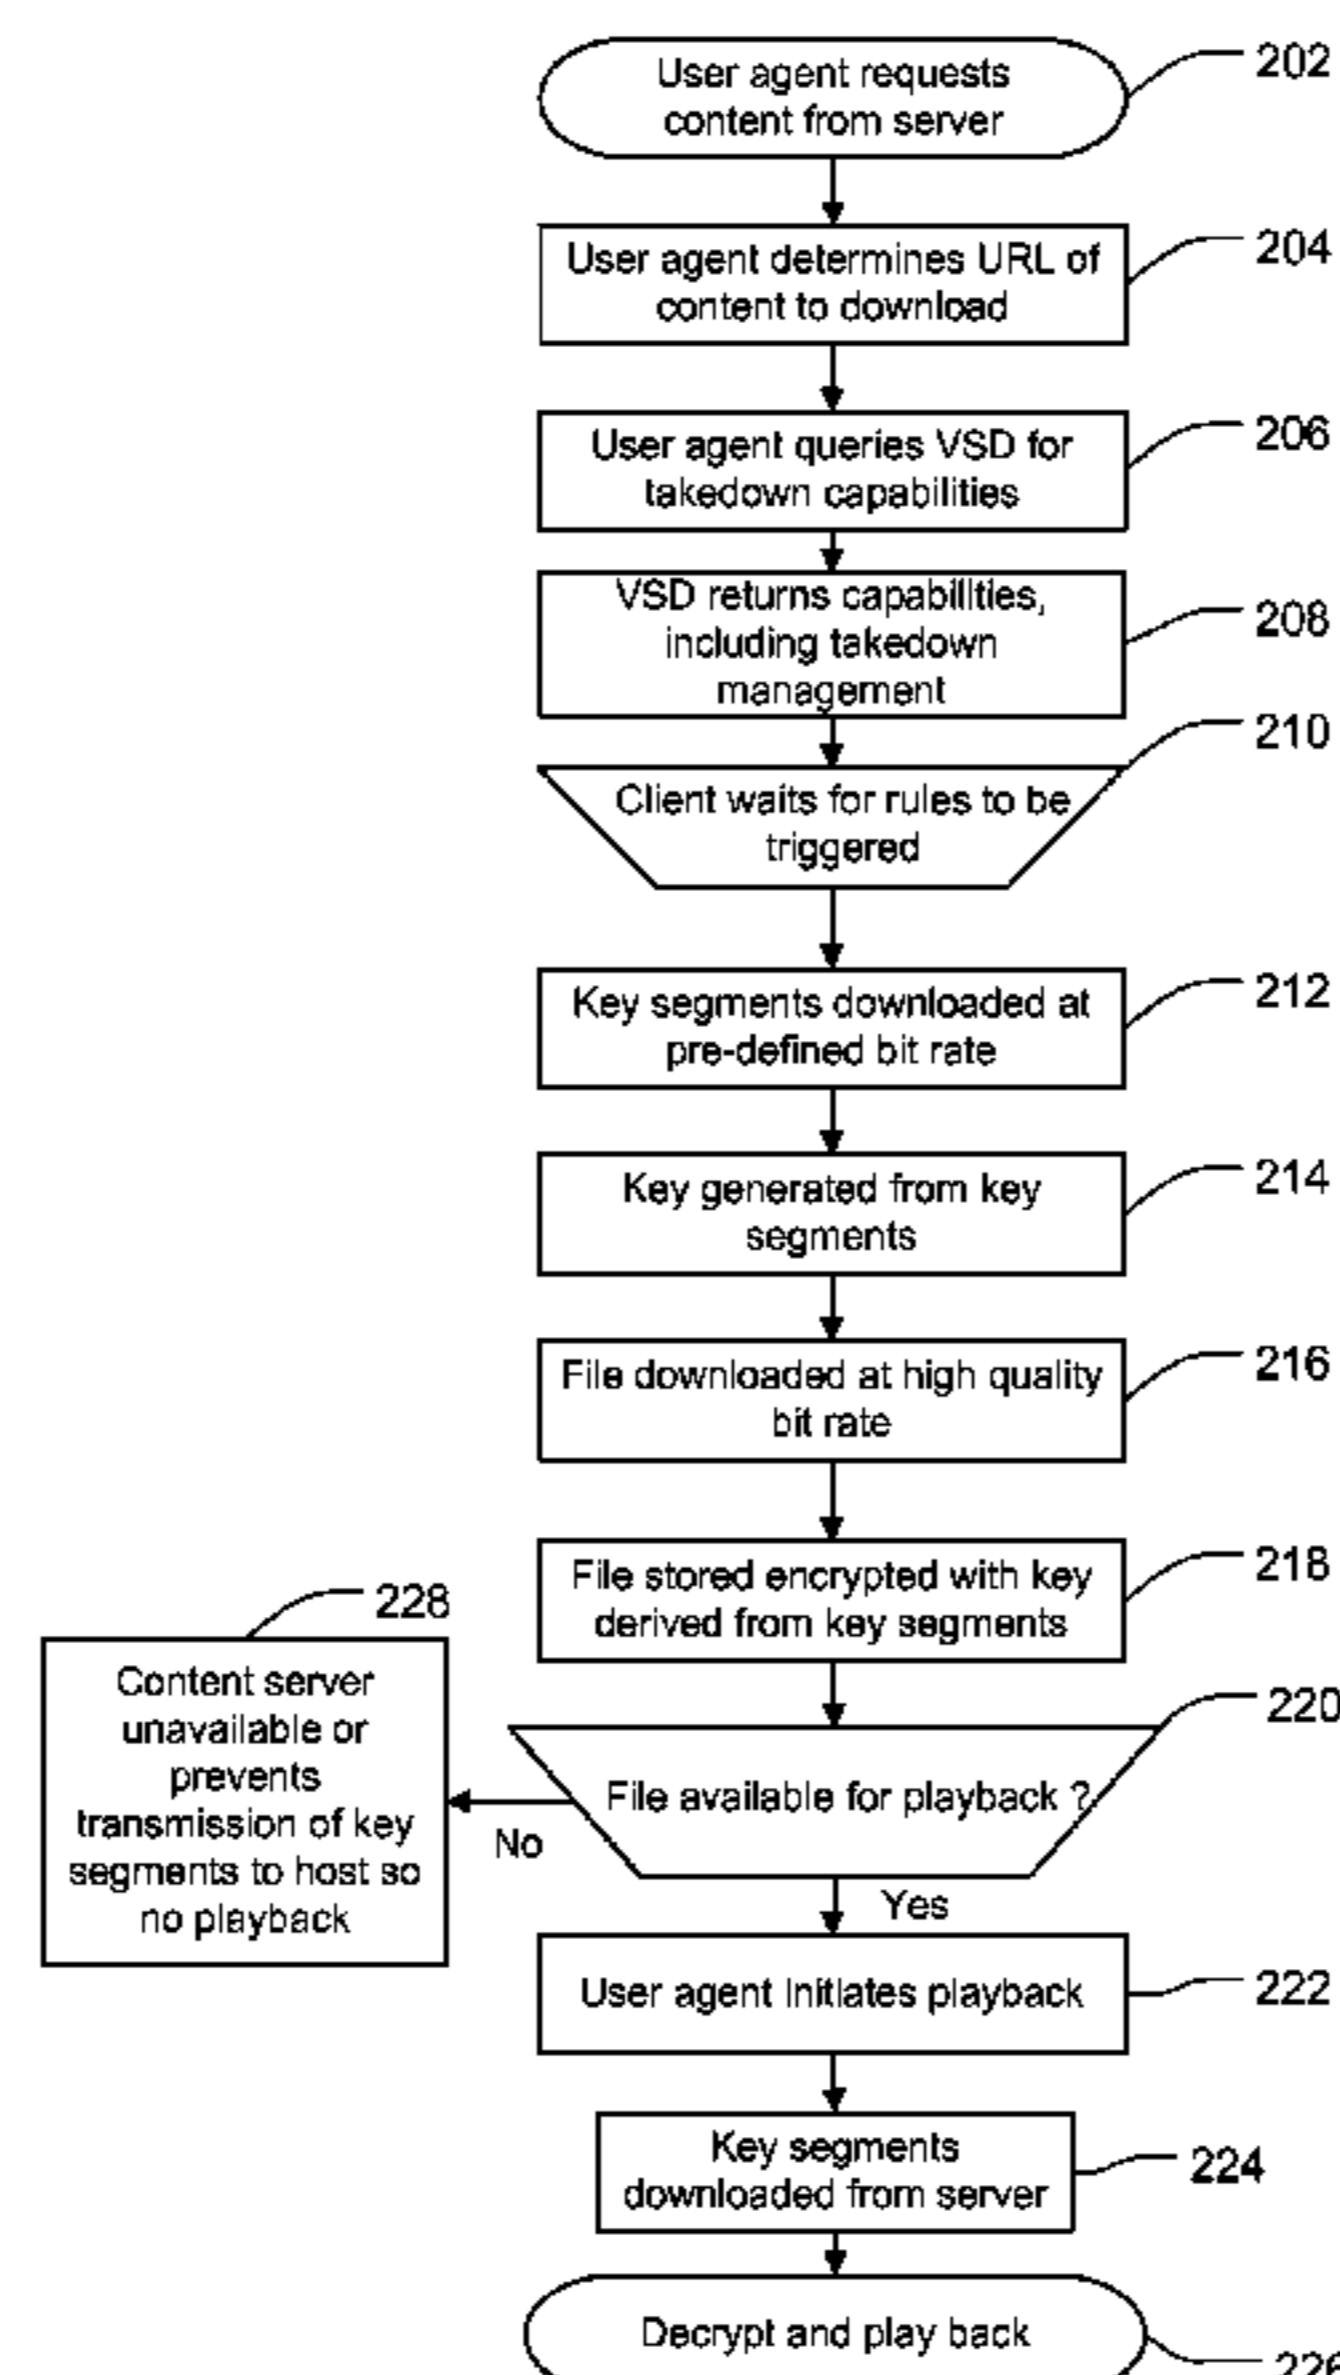 User agent requests
content from server
202
User agent determines URL of
content to download
204
User agent queries VSD for
takedown capabilities
206
VSD returns capabilities,
including takedown
management
208
210
Client waits for rules to be
triggered
Key segments downloaded at
pre-defined bit rate
212
Key generated from key
segments
214
File downloaded at high quality
bit rate
216
File stored encrypted with key
derived from key segments
218
228
Content server
unavailable or
prevents
transmission of key
segments to host so
no playback
220
File available for playback ?
No
Yes
User agent initiates playback
222
Key segments
downloaded from server
224
Decrypt and play back
226